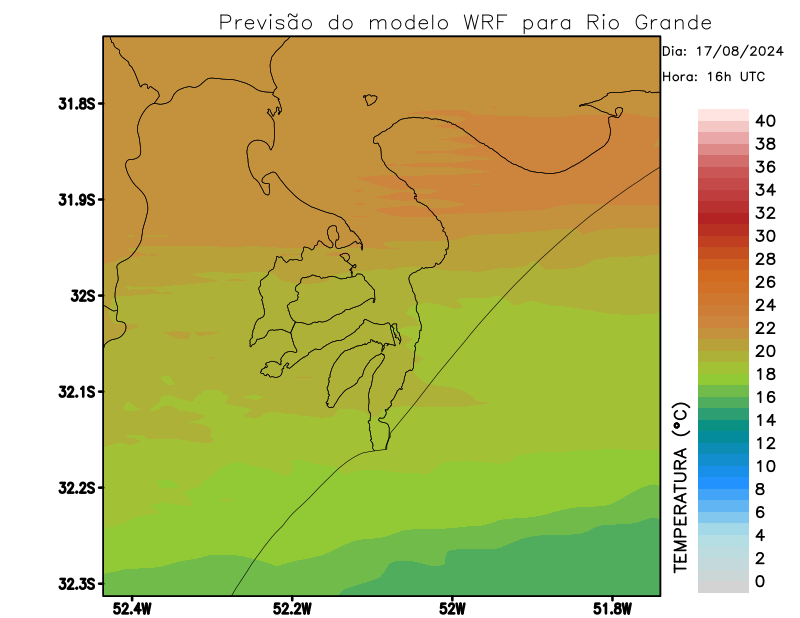 Previsão do modelo WRF para Rio Grande
Dia: 17/08/2024
Hora: 16h UTC
31.8S
31.9S
32S
32.1S
32.2S
32.3S
52.4W
52.2W
52W
51.8W
TEMPERATURA (°C)
40
38
36
34
32
30
28
26
24
22
20
18
16
14
12
10
8
6
4
2
0